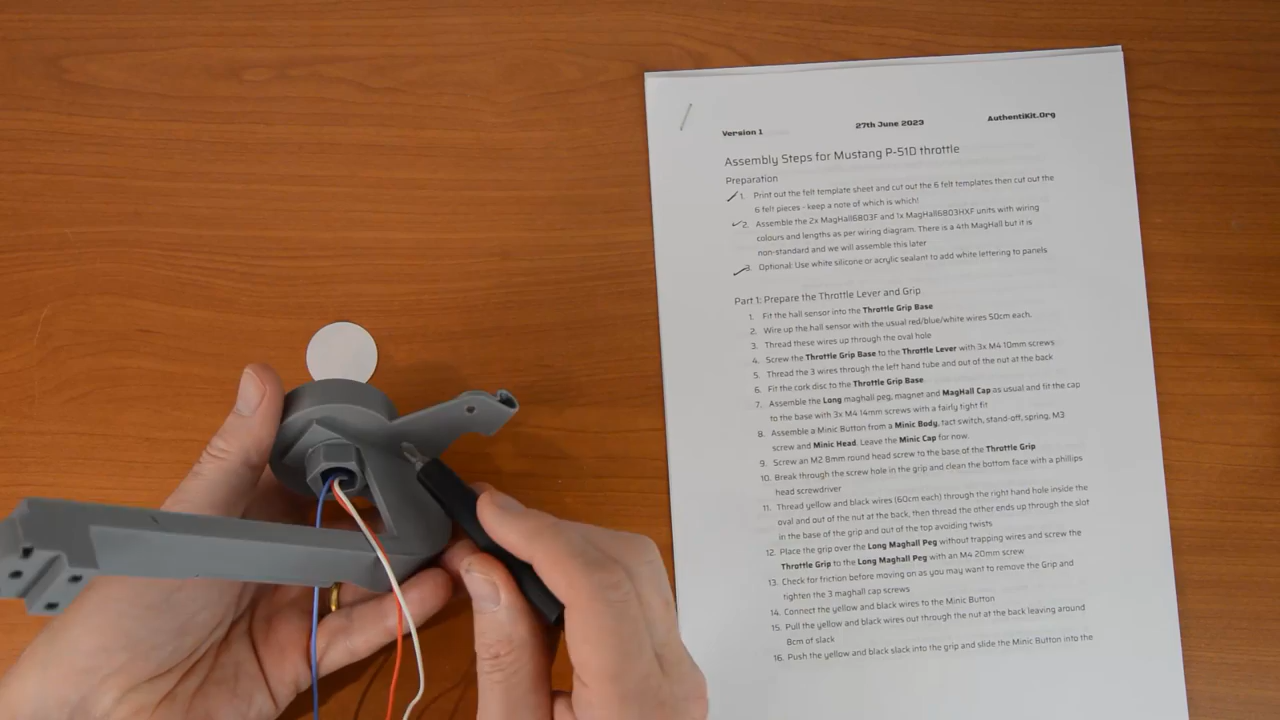 Version 1 27th June 2023 AuthentiKit.Org
Assembly Steps for Mustang P-51D throttle
Preparation
1. Print out the felt template sheet and cut out the 6 felt templates then cut out the
6 felt pieces - keep a note of which is which!
2. Assemble the 2x MagHall6803F and 1x MagHall6803HXF units with wiring
colours and lengths as per wiring diagram. There is a 4th MagHall but it is
non-standard and we will assemble this later
3. Optional: Use white silicone or acrylic sealant to add white lettering to panels
Part 1: Prepare the Throttle Lever and Grip
1. Fit the hall sensor into the Throttle Grip Base
2. Wire up the hall sensor with the usual red/blue/white wires 50cm each.
3. Thread these wires up through the oval hole
4. Screw the Throttle Grip Base to the Throttle Lever with 3x M4 10mm screws
5. Thread the 3 wires through the left hand tube and out of the nut at the back
6. Fit the cork disc to the Throttle Grip Base
7. Assemble the Long maghall peg, magnet and MagHall Cap as usual and fit the cap
to the base with 3x M4 14mm screws with a fairly tight fit
8. Assemble a Minic Button from a Minic Body, tact switch, stand-off, spring, M3
screw and Minic Head. Leave the Minic Cap for now.
9. Screw an M2 8mm round head screw to the base of the Throttle Grip
10. Break through the screw hole in the grip and clean the bottom face with a phillips
head screwdriver
11. Thread yellow and black wires (60cm each) through the right hand hole inside the
oval and out of the nut at the back, then thread the other ends up through the slot
in the base of the grip and out of the top avoiding twists
12. Place the grip over the Long Maghall Peg without trapping wires and screw the
Throttle Grip to the Long Maghall Peg with an M4 20mm screw
13. Check for friction before moving on as you may want to remove the Grip and
tighten the 3 maghall cap screws
14. Connect the yellow and black wires to the Minic Button
15. Pull the yellow and black wires out through the nut at the back leaving around
8cm of slack
16. Push the yellow and black slack into the grip and slide the Minic Button into the